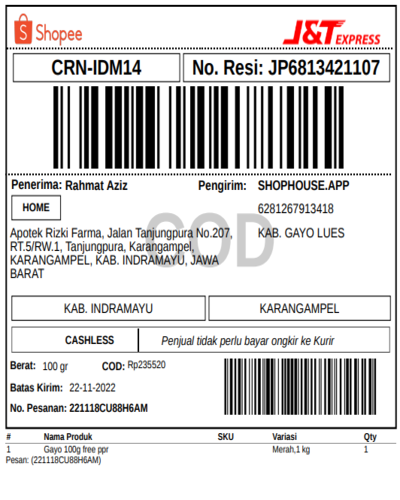 Shopee
J&T EXPRESS
CRN-IDM14
No. Resi: JP6813421107
Penerima: Rahmat Aziz
Pengirim: SHOPHOUSE.APP
HOME
6281267913418
Apotek Rizki Farma, Jalan Tanjungpura No.207,
RT.5/RW.1, Tanjungpura, Karangampel,
KARANGAMPEL, KAB. INDRAMAYU, JAWA
BARAT
KAB. GAYO LUES
COD
KAB. INDRAMAYU
KARANGAMPEL
CASHLESS
Penjual tidak perlu bayar ongkir ke Kurir
Berat: 100 gr
COD: Rp235520
Batas Kirim: 22-11-2022
No. Pesanan: 221118CU88H6AM
# Nama Produk SKU Variasi Qty
1 Gayo 100g free ppr Merah,1 kg 1
Pesan: (221118CU88H6AM)